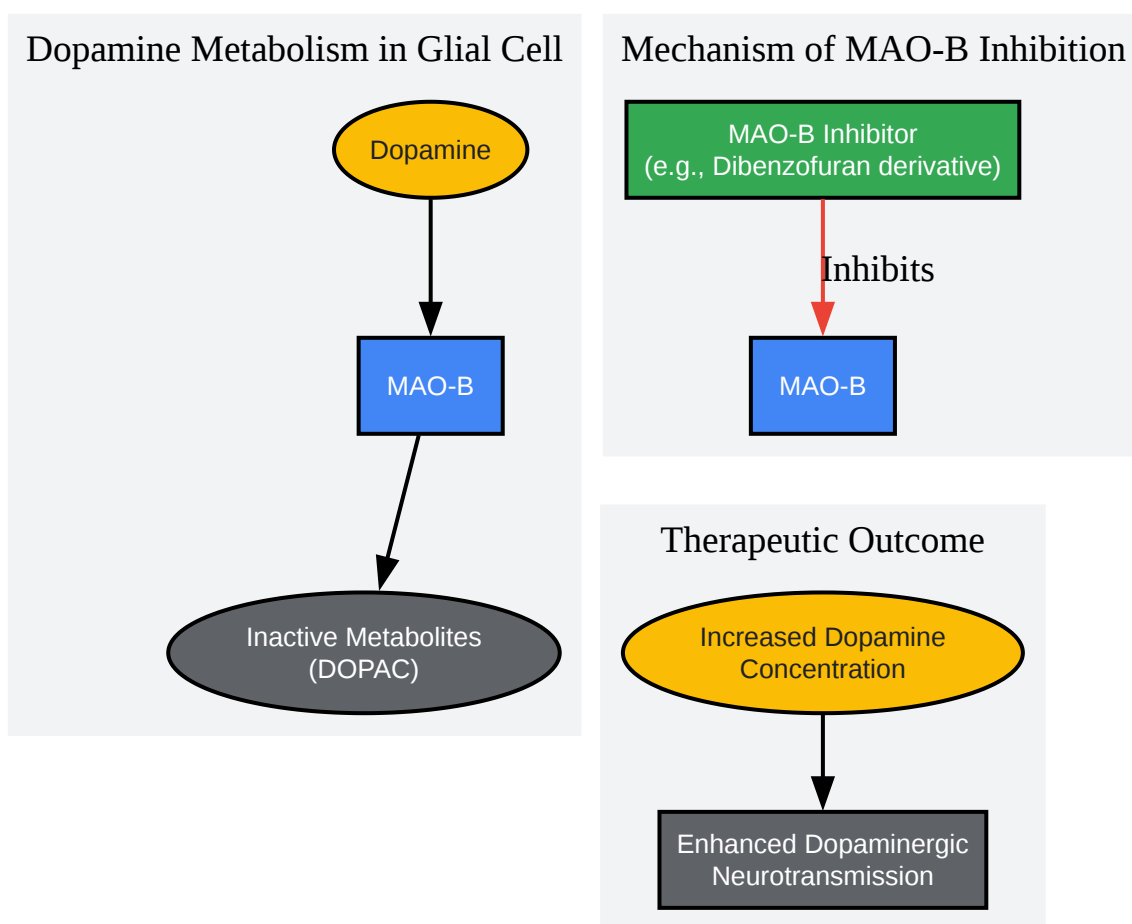 Dopamine Metabolism in Glial Cell
Dopamine
MAO-B
Inactive Metabolites
(DOPAC)
Mechanism of MAO-B Inhibition
MAO-B Inhibitor
(e.g., Dibenzofuran derivative)
Inhibits
MAO-B
Therapeutic Outcome
Increased Dopamine
Concentration
Enhanced Dopaminergic
Neurotransmission